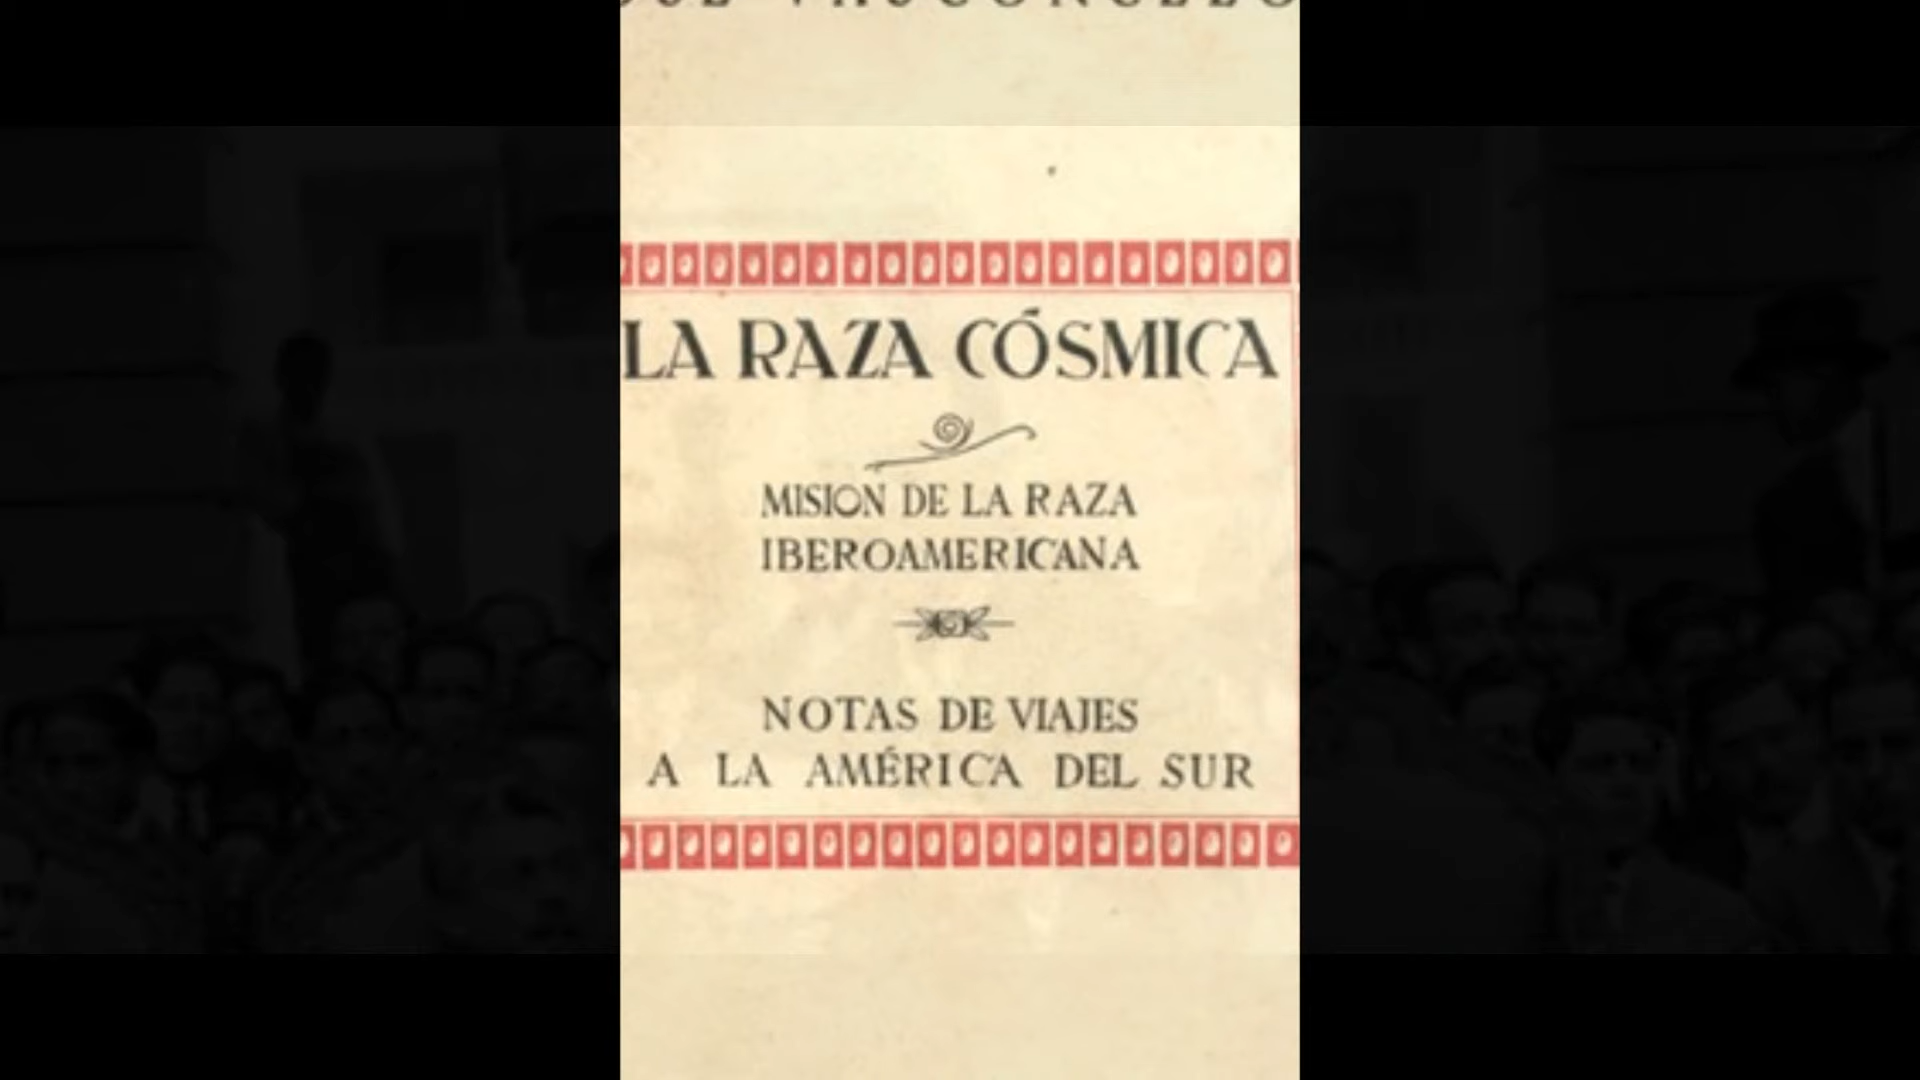 LA RAZA CÓSMICA
MISION DE LA RAZA
IBEROAMERICANA
NOTAS DE VIAJES
A LA AMÉRICA DEL SUR